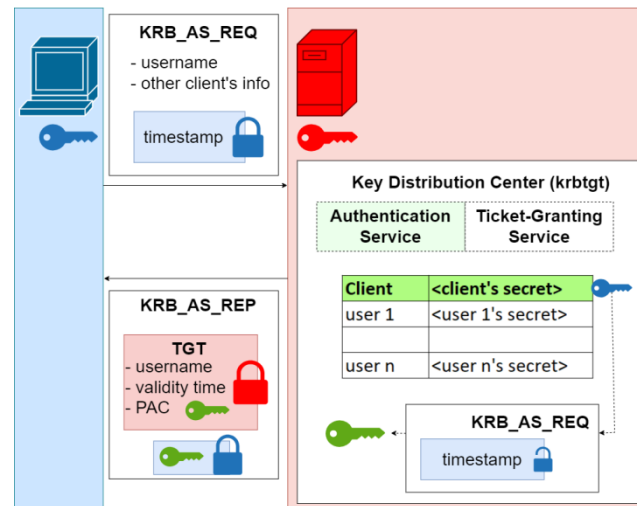 KRB_AS_REQ
- username
- other client's info
timestamp
Key Distribution Center (krbtgt)
Authentication
Service
Ticket-Granting
Service
Client <client's secret>
user 1 <user 1's secret>
user n <user n's secret>
KRB_AS_REP
TGT
- username
- validity time
- PAC
KRB_AS_REQ
timestamp